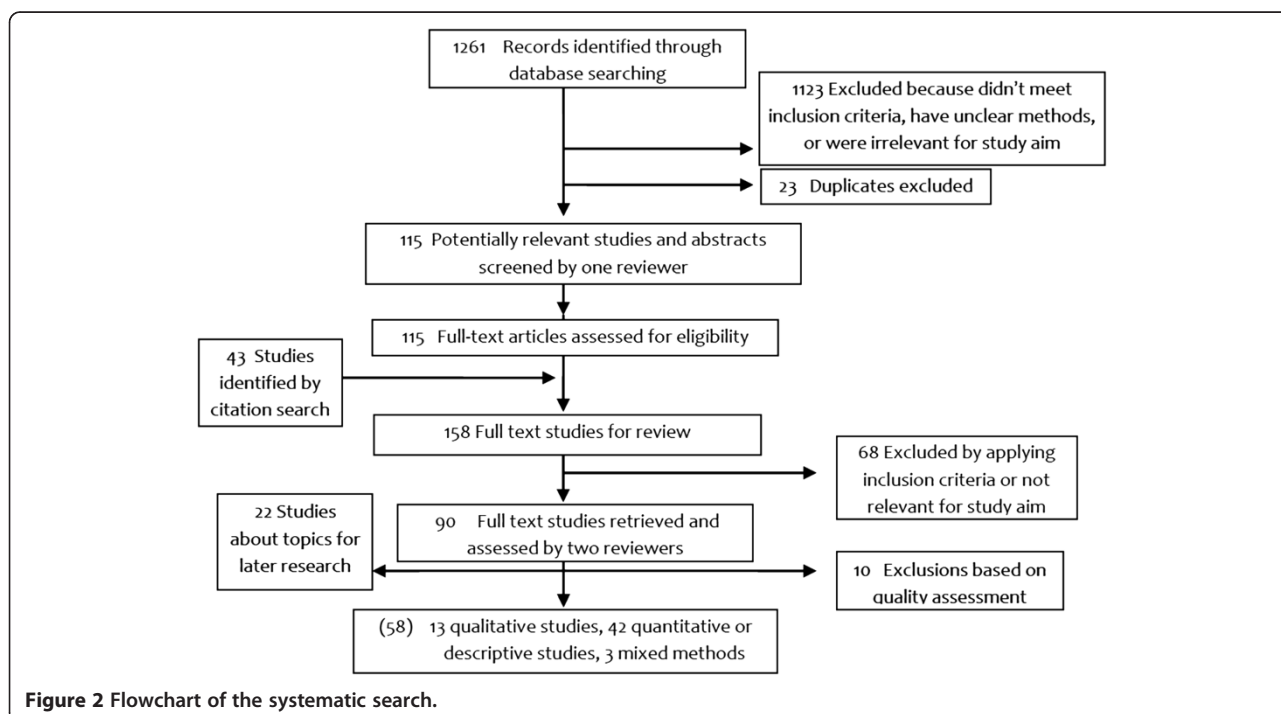 1261 Records identified through
database searching
1123 Excluded because didn't meet
inclusion criteria, have unclear methods,
or were irrelevant for study aim
23 Duplicates excluded
115 Potentially relevant studies and abstracts
screened by one reviewer
115 Full-text articles assessed for eligibility
43 Studies
identified by
citation search
158 Full text studies for review
68 Excluded by applying
inclusion criteria or not
relevant for study aim
22 Studies
about topics for
later research
90 Full text studies retrieved and
assessed by two reviewers
10 Exclusions based on
quality assessment
(58) 13 qualitative studies, 42 quantitative or
descriptive studies, 3 mixed methods
Figure 2 Flowchart of the systematic search.